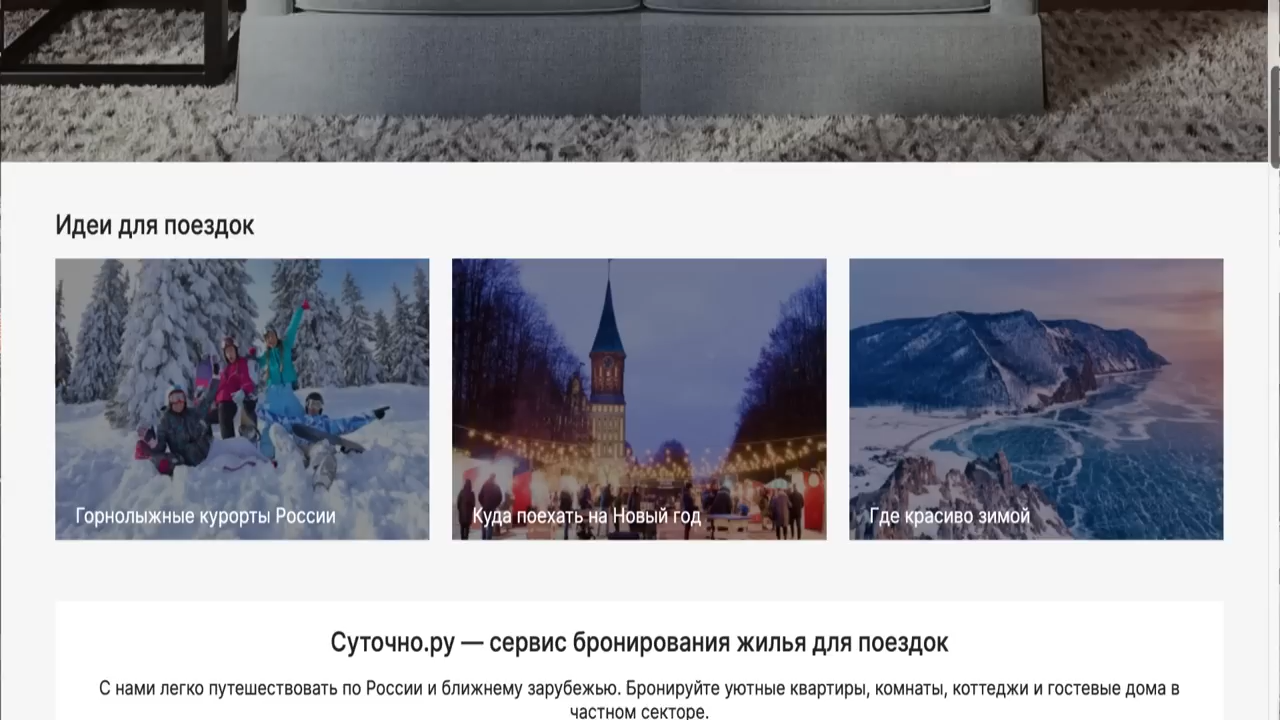 Идеи для поездок
Горнолыжные курорты России
Куда поехать на Новый год
Где красиво зимой
Суточно.ру — сервис бронирования жилья для поездок
С нами легко путешествовать по России и ближнему зарубежью. Бронируйте уютные квартиры, комнаты, коттеджи и гостевые дома в
частном секторе.